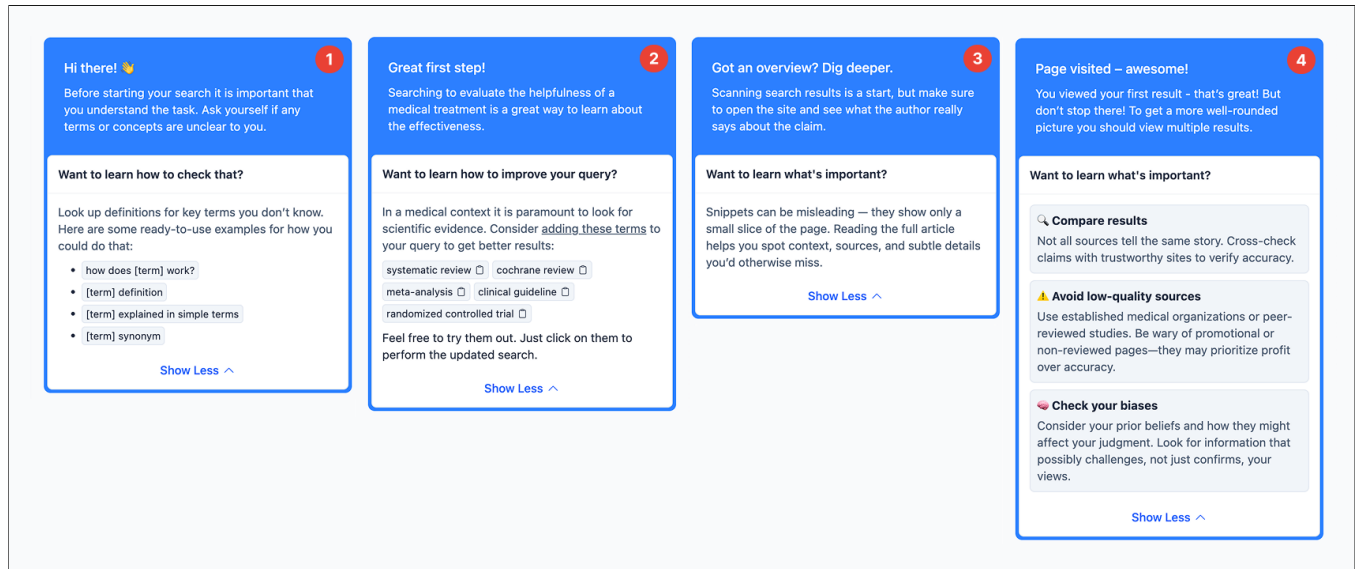 1
Hi there! 👋
Before starting your search it is important that
you understand the task. Ask yourself if any
terms or concepts are unclear to you.
Want to learn how to check that?
Look up definitions for key terms you don’t know.
Here are some ready-to-use examples for how you
could do that:
• how does [term] work?
• [term] definition
• [term] explained in simple terms
• [term] synonym
Show Less
2
Great first step!
Searching to evaluate the helpfulness of a
medical treatment is a great way to learn about
the effectiveness.
Want to learn how to improve your query?
In a medical context it is paramount to look for
scientific evidence. Consider adding these terms to
your query to get better results:
systematic review cochrane review
meta-analysis clinical guideline
randomized controlled trial
Feel free to try them out. Just click on them to
perform the updated search.
Show Less
3
Got an overview? Dig deeper.
Scanning search results is a start, but make sure
to open the site and see what the author really
says about the claim.
Want to learn what's important?
Snippets can be misleading — they show only a
small slice of the page. Reading the full article
helps you spot context, sources, and subtle details
you’d otherwise miss.
Show Less
4
Page visited – awesome!
You viewed your first result - that’s great! But
don’t stop there! To get a more well-rounded
picture you should view multiple results.
Want to learn what's important?
🔍 Compare results
Not all sources tell the same story. Cross-check
claims with trustworthy sites to verify accuracy.
⚠️ Avoid low-quality sources
Use established medical organizations or peer-
reviewed studies. Be wary of promotional or
non-reviewed pages—they may prioritize profit
over accuracy.
🧠 Check your biases
Consider your prior beliefs and how they might
affect your judgment. Look for information that
possibly challenges, not just confirms, your
views.
Show Less